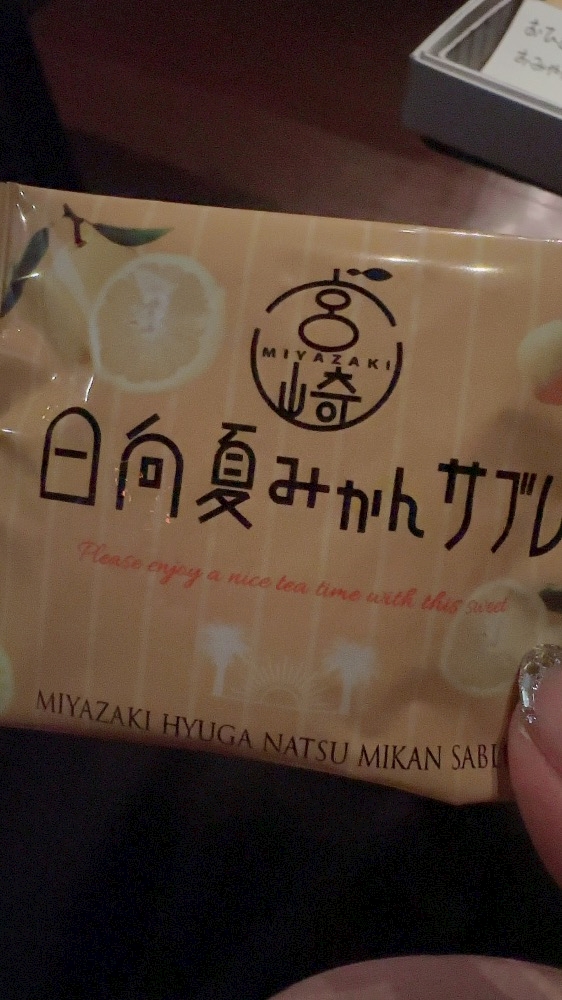 宮
MIYAZAKI
崎
日向夏みかんサブレ
Please enjoy a nice tea time with this sweet
MIYAZAKI HYUGA NATSU MIKAN SABL